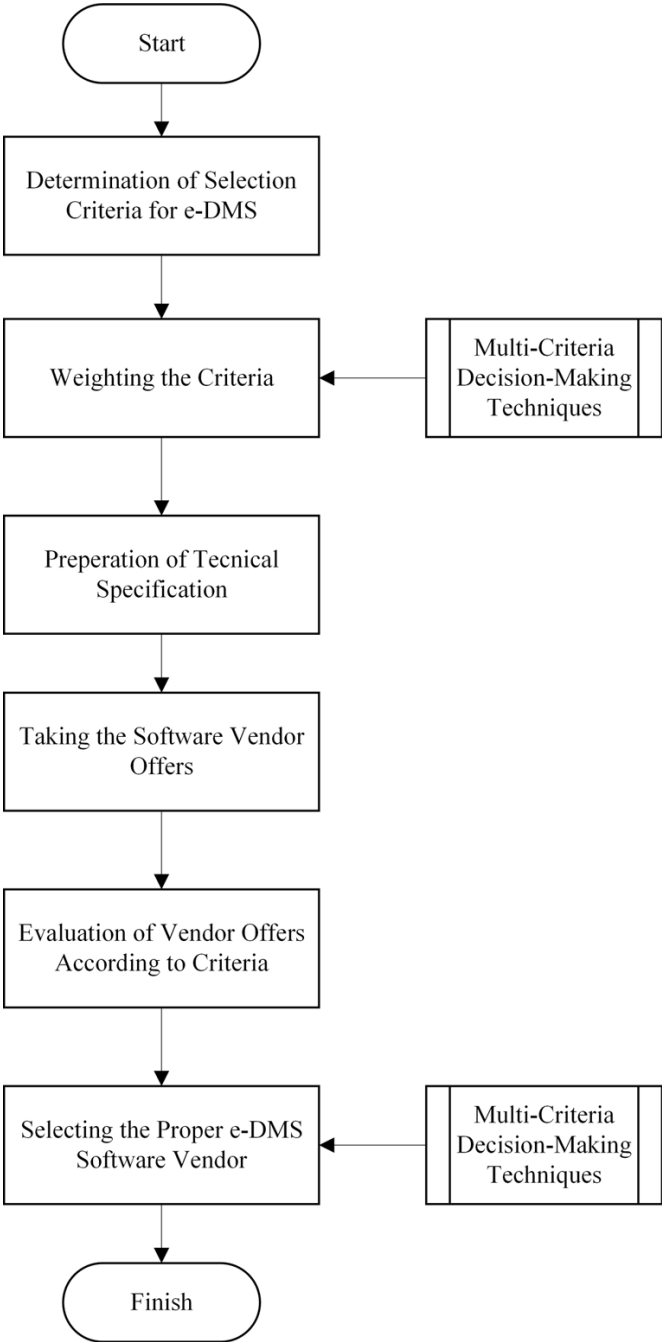 Start
Determination of Selection
Criteria for e-DMS
Weighting the Criteria
Multi-Criteria
Decision-Making
Techniques
Preperation of Tecnical
Specification
Taking the Software Vendor
Offers
Evaluation of Vendor Offers
According to Criteria
Selecting the Proper e-DMS
Software Vendor
Multi-Criteria
Decision-Making
Techniques
Finish